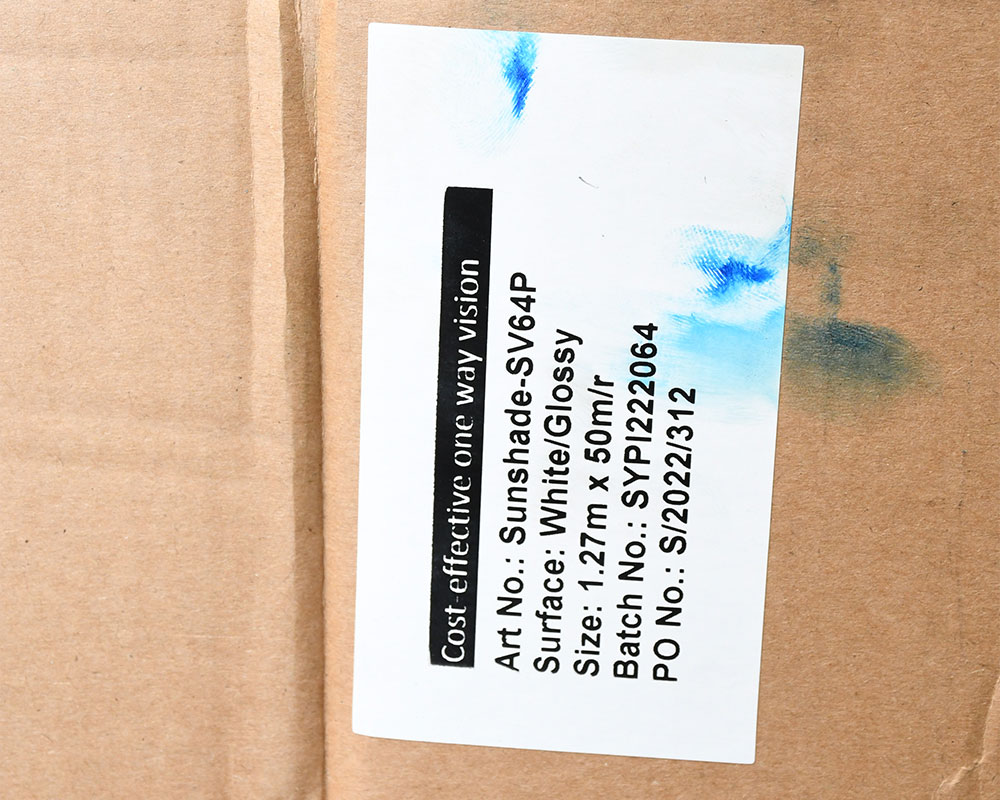 Cost-effective one way vision
Art No.: Sunshade-SV64P
Surface: White/Glossy
Size: 1.27m x 50m/r
Batch No.: SYPI222064
PO No.: S/2022/312